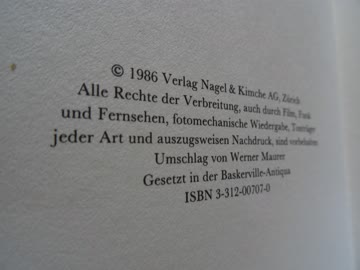 © 1986 Verlag Nagel & Kimche AG, Zürich
Alle Rechte der Verbreitung, auch durch Film, Funk
und Fernsehen, fotomechanische Wiedergabe, Tonträger
jeder Art und auszugsweisen Nachdruck, sind vorbehalten
Umschlag von Werner Maurer
Gesetzt in der Baskerville-Antiqua
ISBN 3-312-00707-0